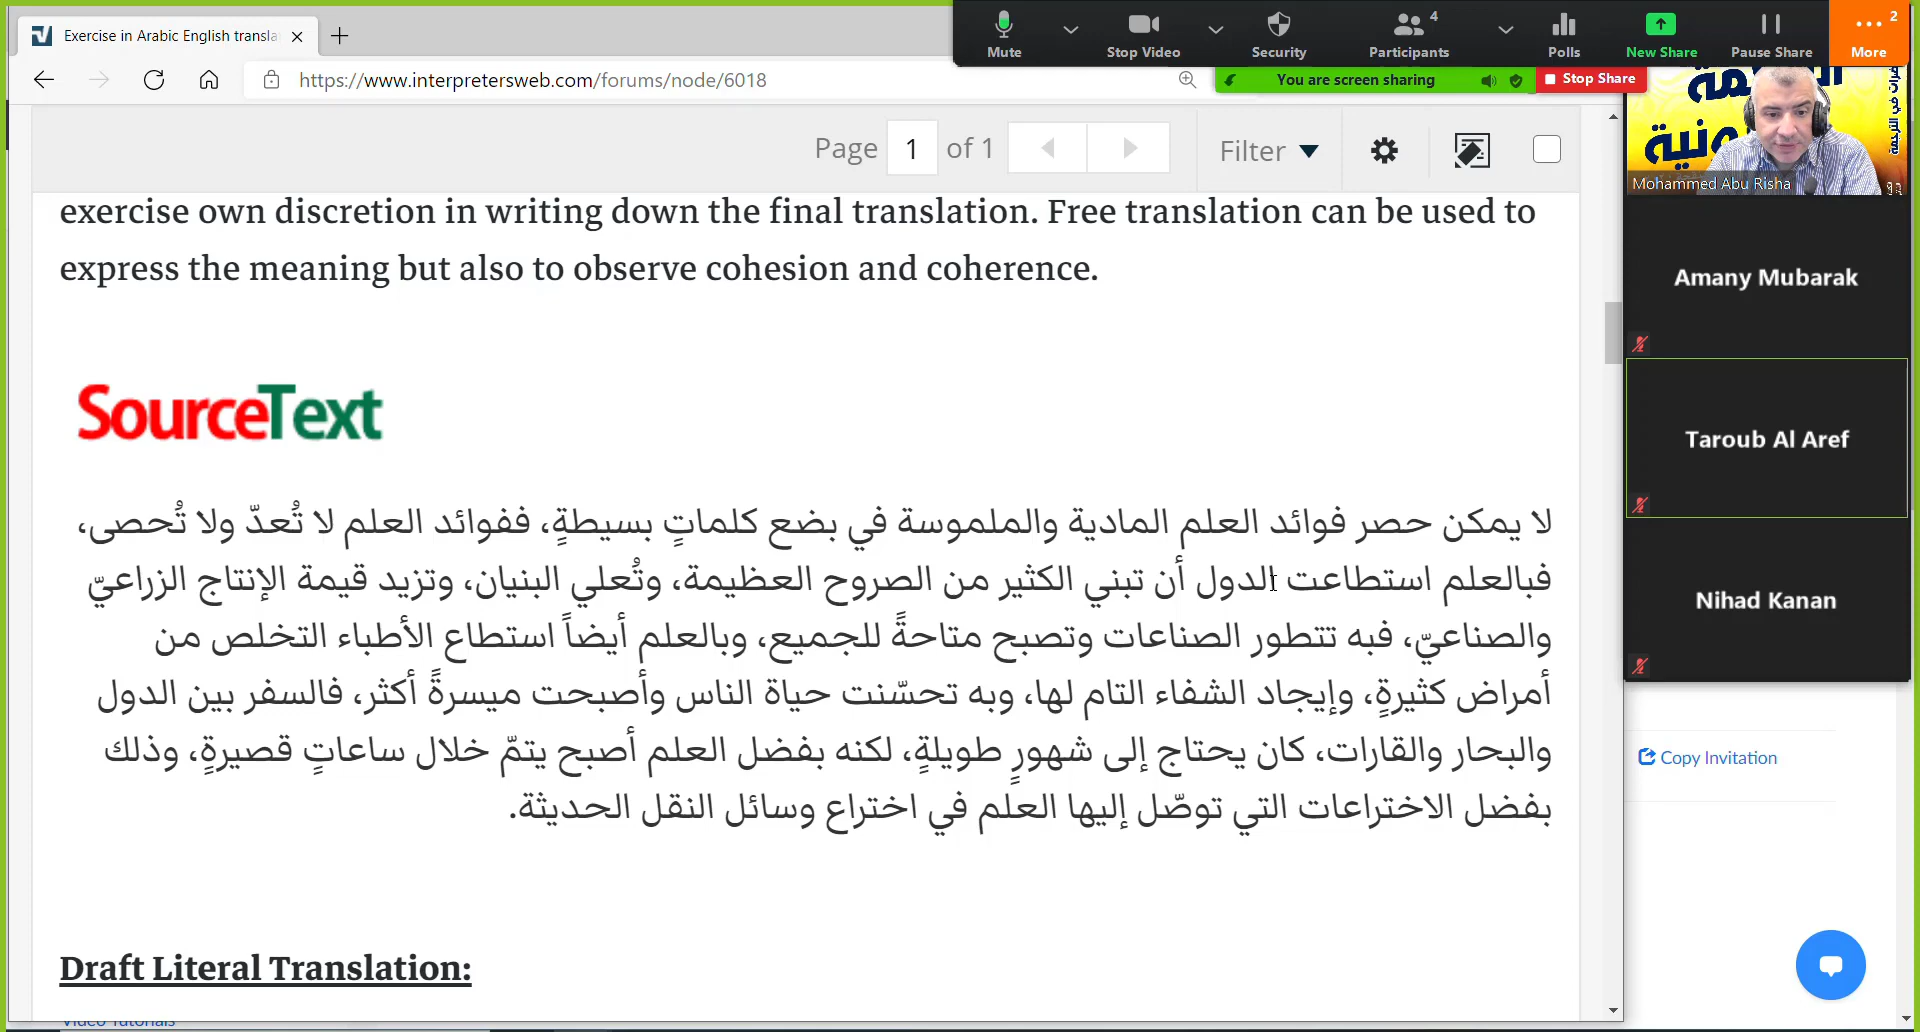 Exercise in Arabic English transla
https://www.interpretersweb.com/forums/node/6018
Mute
Stop Video
Security
Participants
4
Polls
New Share
Pause Share
More
2
You are screen sharing
Stop Share
Page 1 of 1
Filter
exercise own discretion in writing down the final translation. Free translation can be used to
express the meaning but also to observe cohesion and coherence.
SourceText
لا يمكن حصر فوائد العلم المادية والملموسة في بضع كلماتٍ بسيطةٍ، ففوائد العلم لا تُعدّ ولا تُحصى،
فبالعلم استطاعت الدول أن تبني الكثير من الصروح العظيمة، وتُعلي البنيان، وتزيد قيمة الإنتاج الزراعيّ
والصناعيّ، فبه تتطور الصناعات وتصبح متاحةً للجميع، وبالعلم أيضاً استطاع الأطباء التخلص من
أمراض كثيرةٍ، وإيجاد الشفاء التام لها، وبه تحسّنت حياة الناس وأصبحت ميسرةً أكثر، فالسفر بين الدول
والبحار والقارات، كان يحتاج إلى شهورٍ طويلةٍ، لكنه بفضل العلم أصبح يتمّ خلال ساعاتٍ قصيرةٍ، وذلك
بفضل الاختراعات التي توصّل إليها العلم في اختراع وسائل النقل الحديثة.
Draft Literal Translation:
Video Tutorials
Mohammed Abu Risha
Amany Mubarak
Taroub Al Aref
Nihad Kanan
Copy Invitation